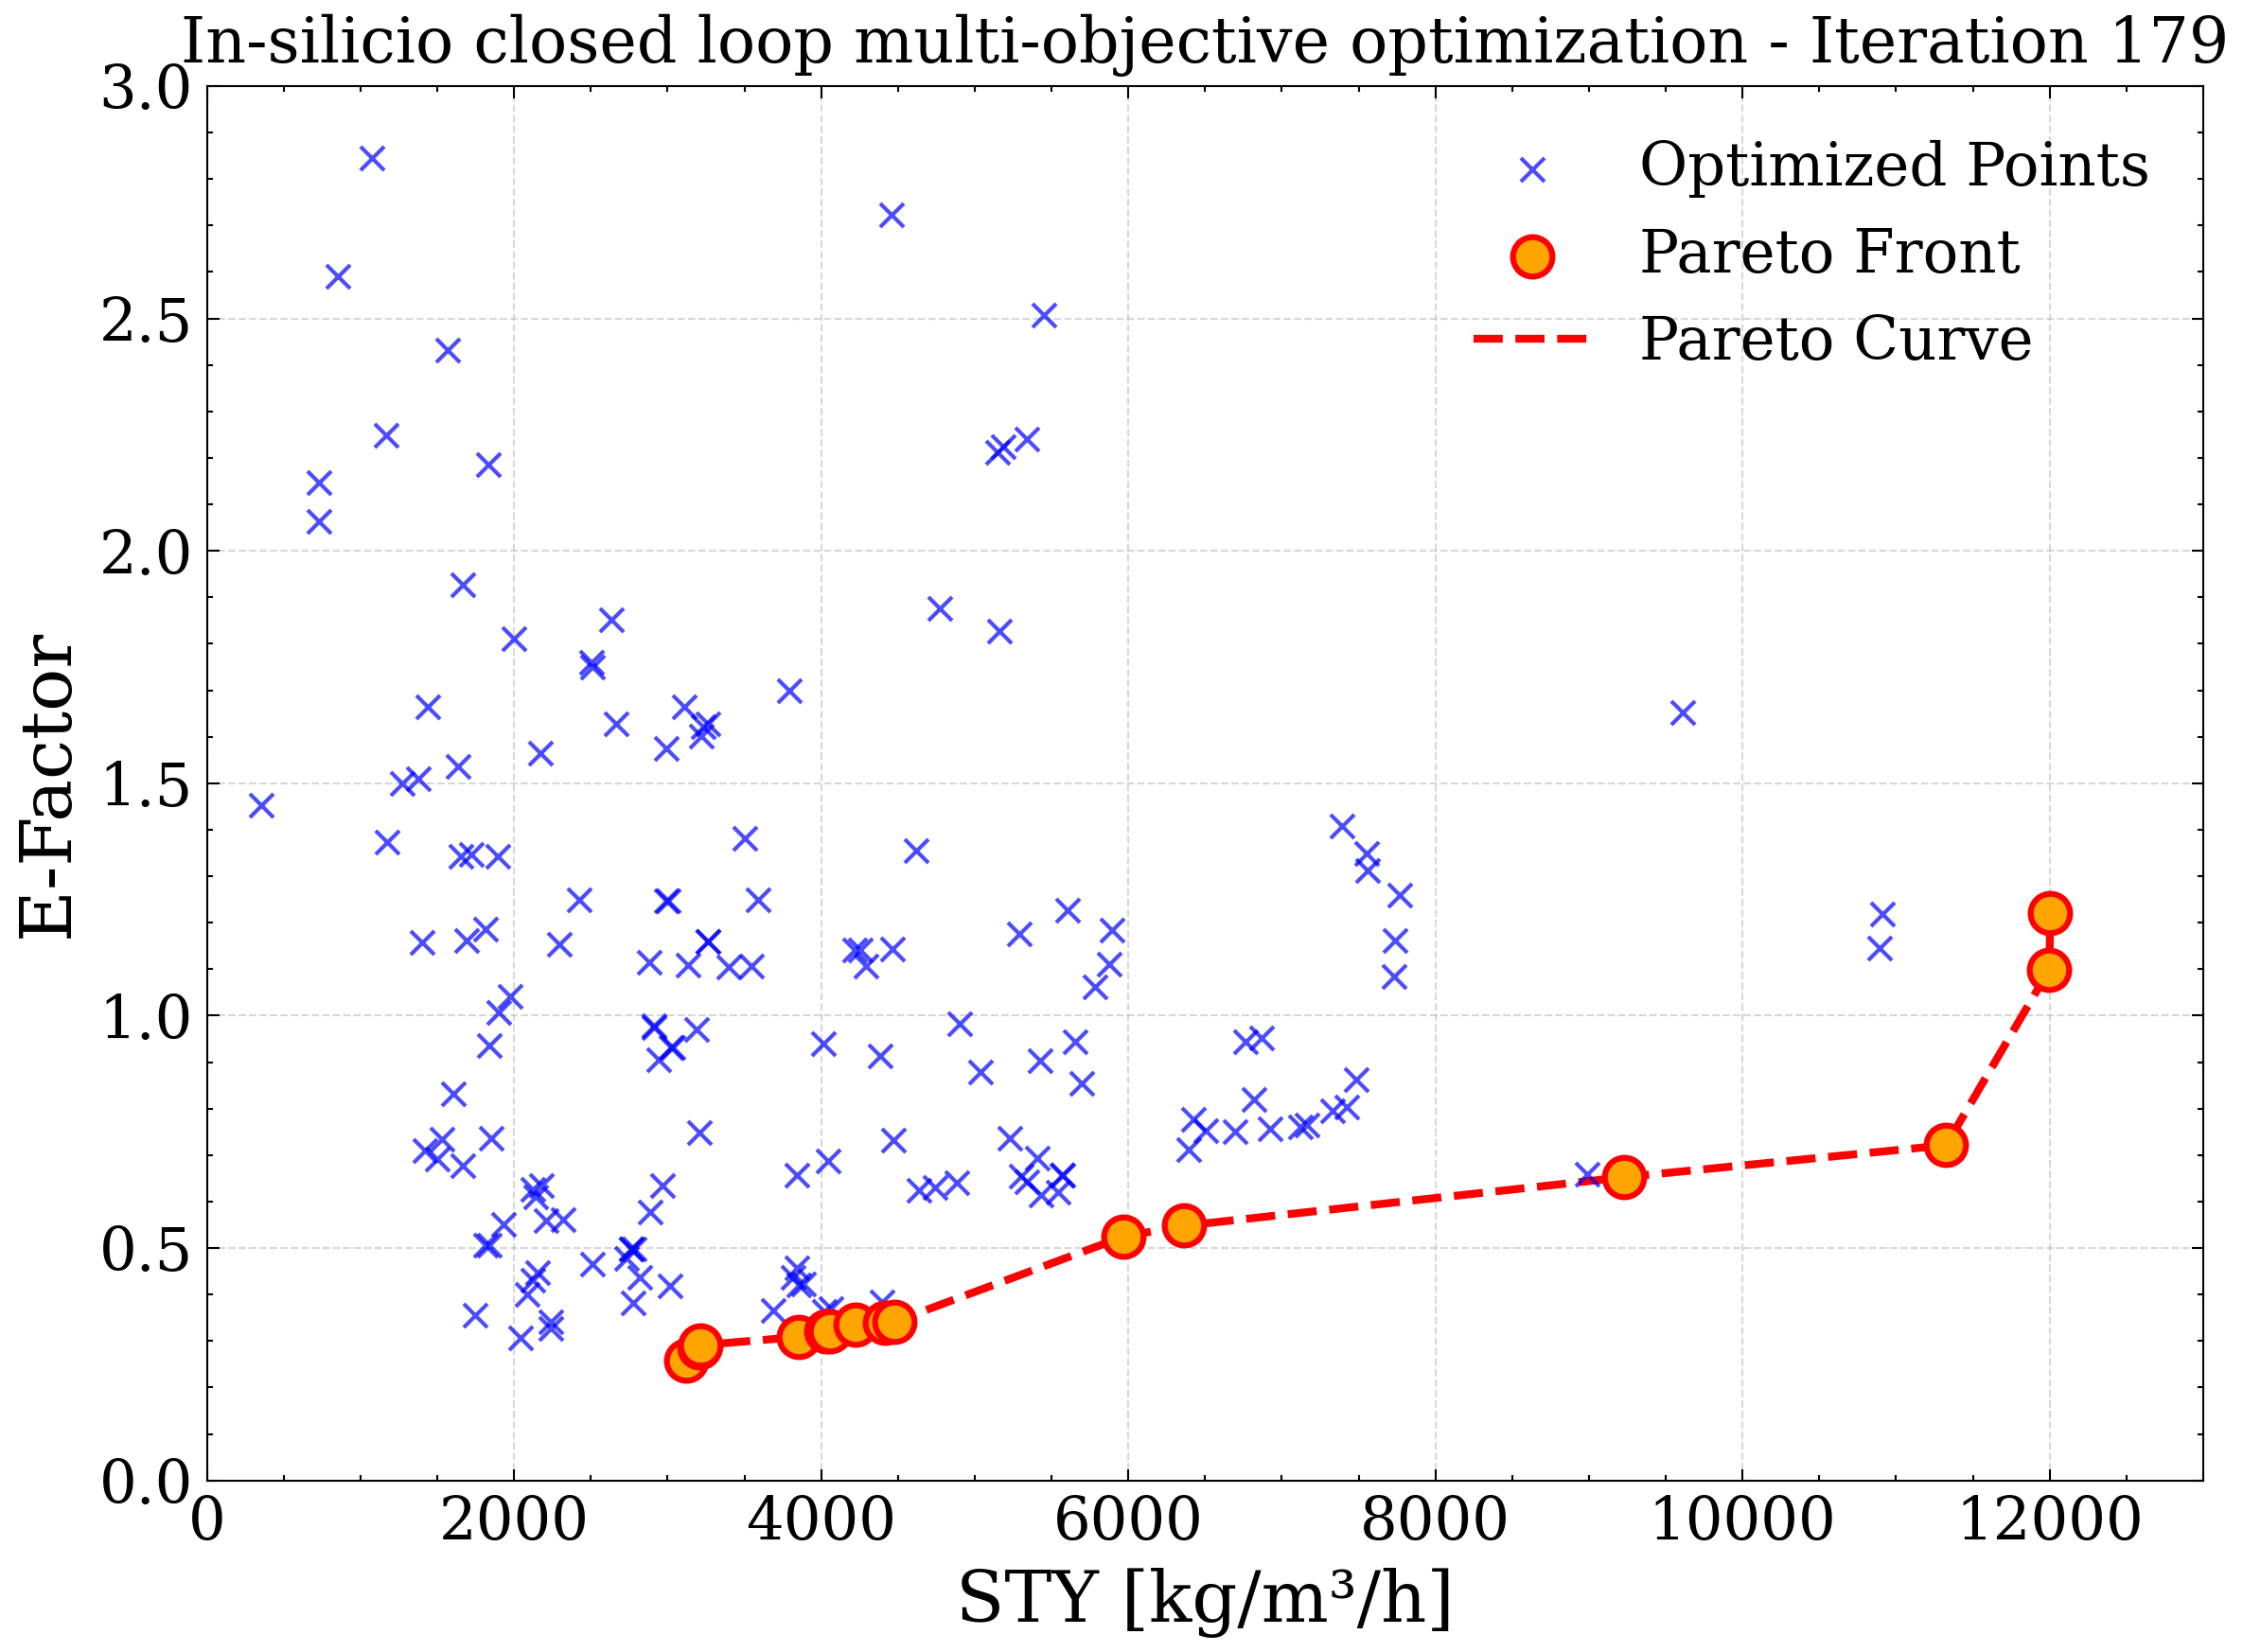 In-silicio closed loop multi-objective optimization - Iteration 179
3.0
2.5
2.0
1.5
1.0
0.5
0.0
E-Factor
Optimized Points
Pareto Front
Pareto Curve
0 2000 4000 6000 8000 10000 12000
STY [kg/m³/h]